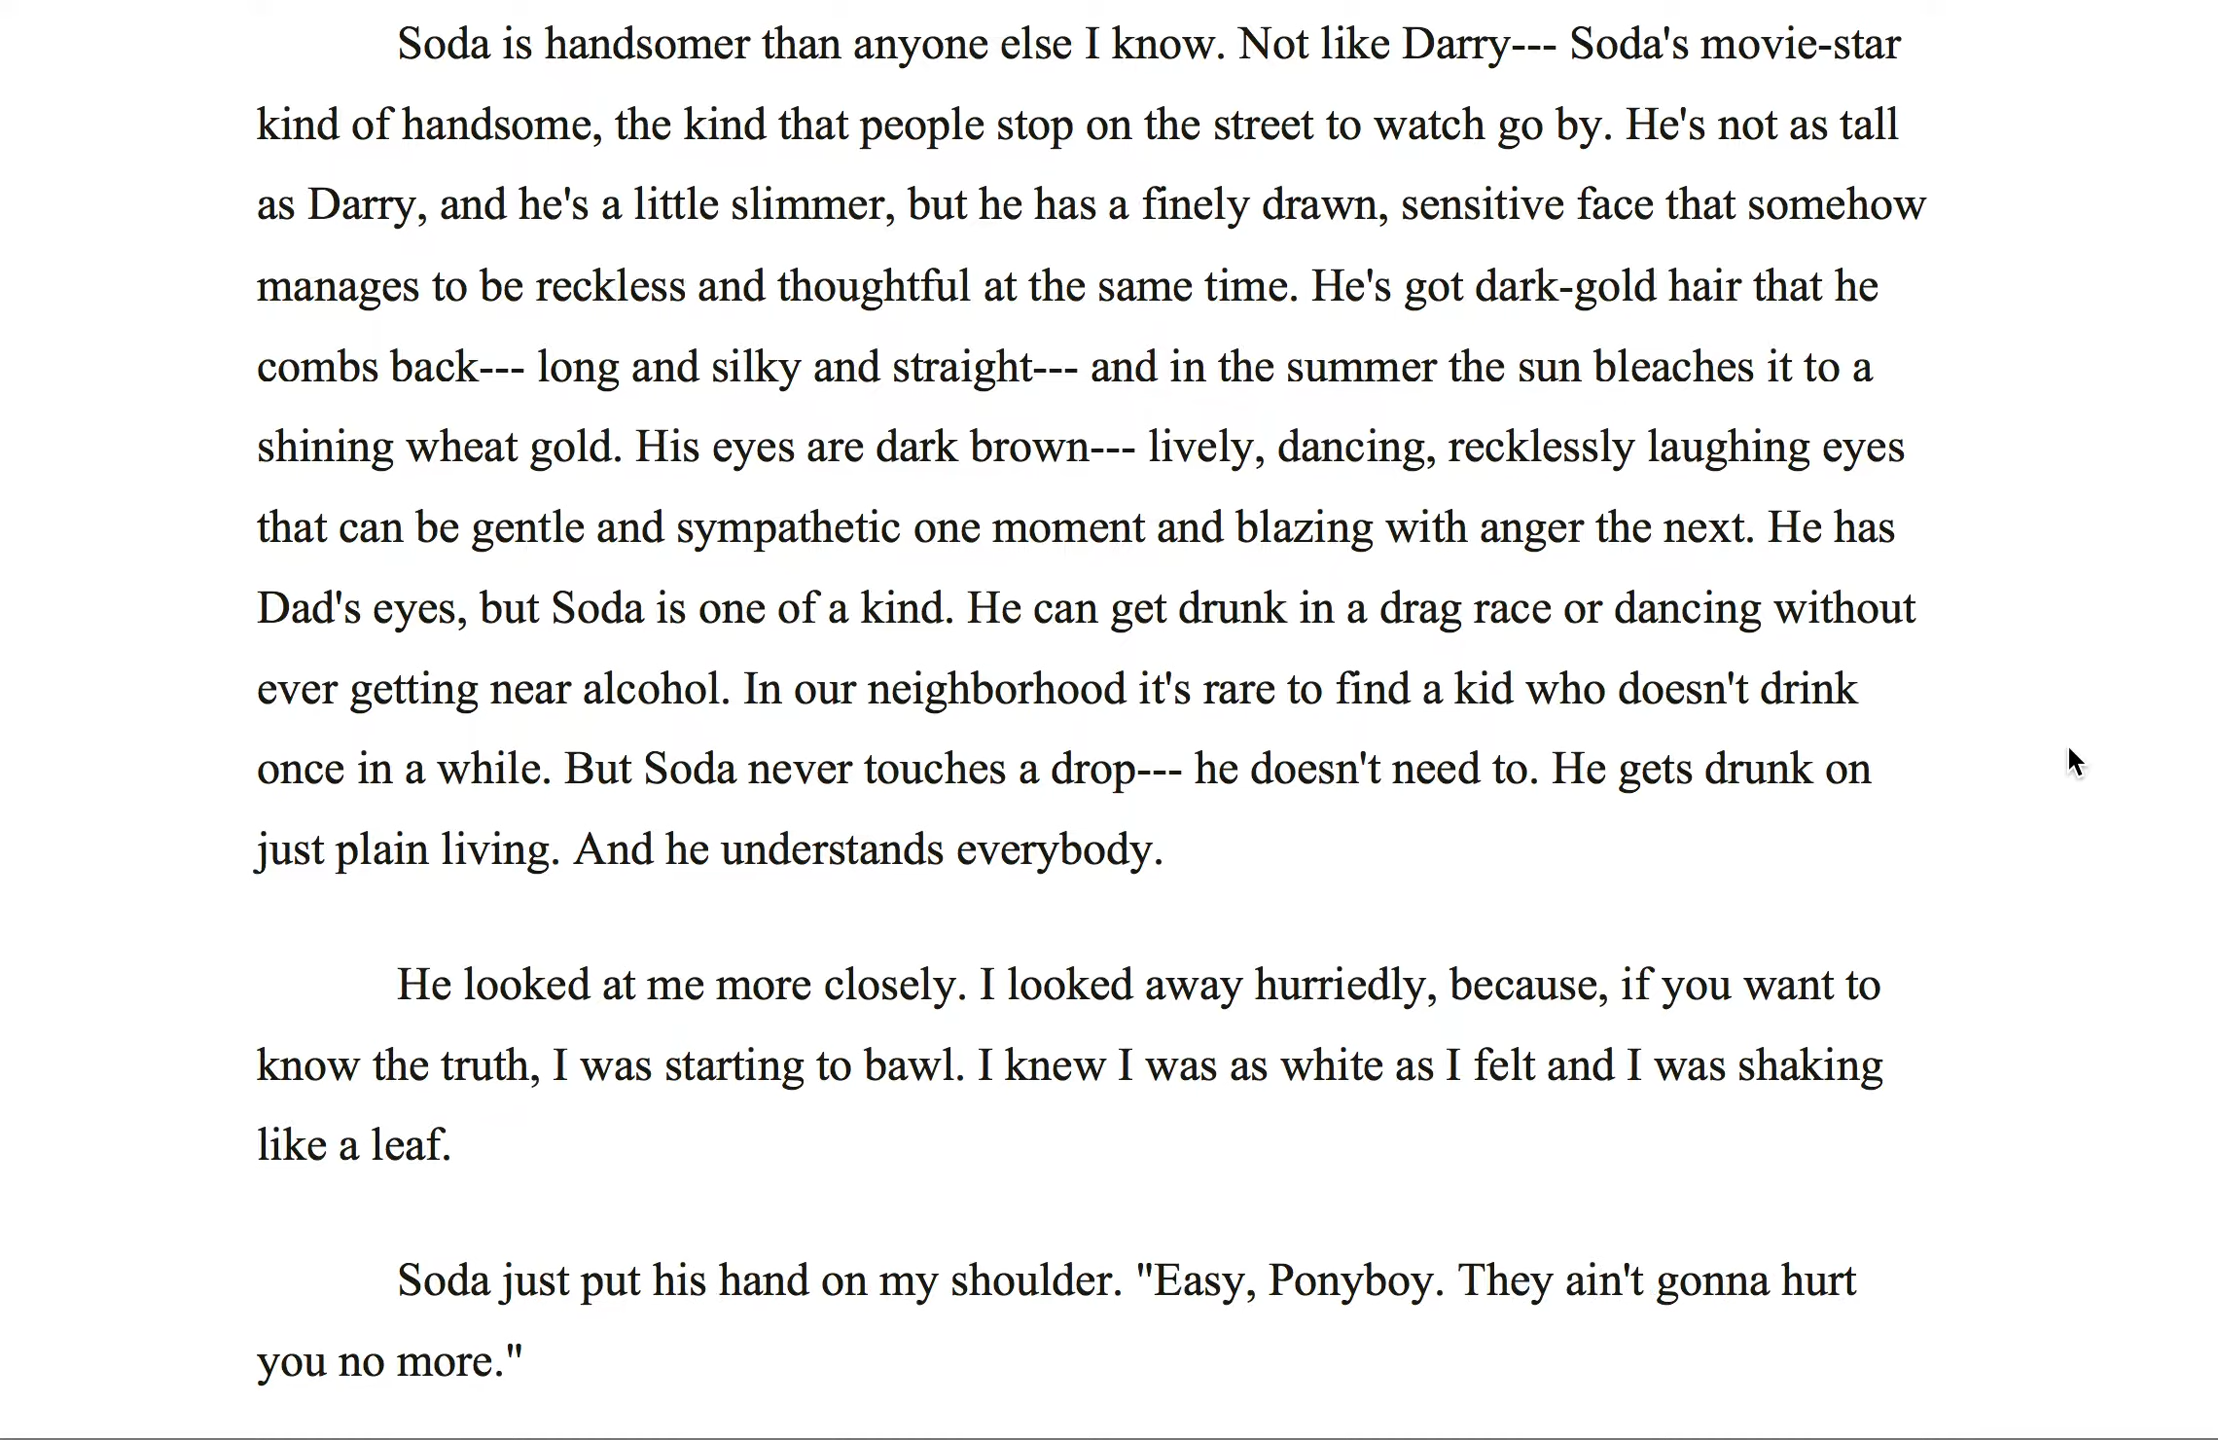 Soda is handsomer than anyone else I know. Not like Darry--- Soda's movie-star
kind of handsome, the kind that people stop on the street to watch go by. He's not as tall
as Darry, and he's a little slimmer, but he has a finely drawn, sensitive face that somehow
manages to be reckless and thoughtful at the same time. He's got dark-gold hair that he
combs back--- long and silky and straight--- and in the summer the sun bleaches it to a
shining wheat gold. His eyes are dark brown--- lively, dancing, recklessly laughing eyes
that can be gentle and sympathetic one moment and blazing with anger the next. He has
Dad's eyes, but Soda is one of a kind. He can get drunk in a drag race or dancing without
ever getting near alcohol. In our neighborhood it's rare to find a kid who doesn't drink
once in a while. But Soda never touches a drop--- he doesn't need to. He gets drunk on
just plain living. And he understands everybody.
He looked at me more closely. I looked away hurriedly, because, if you want to
know the truth, I was starting to bawl. I knew I was as white as I felt and I was shaking
like a leaf.
Soda just put his hand on my shoulder. "Easy, Ponyboy. They ain't gonna hurt
you no more."